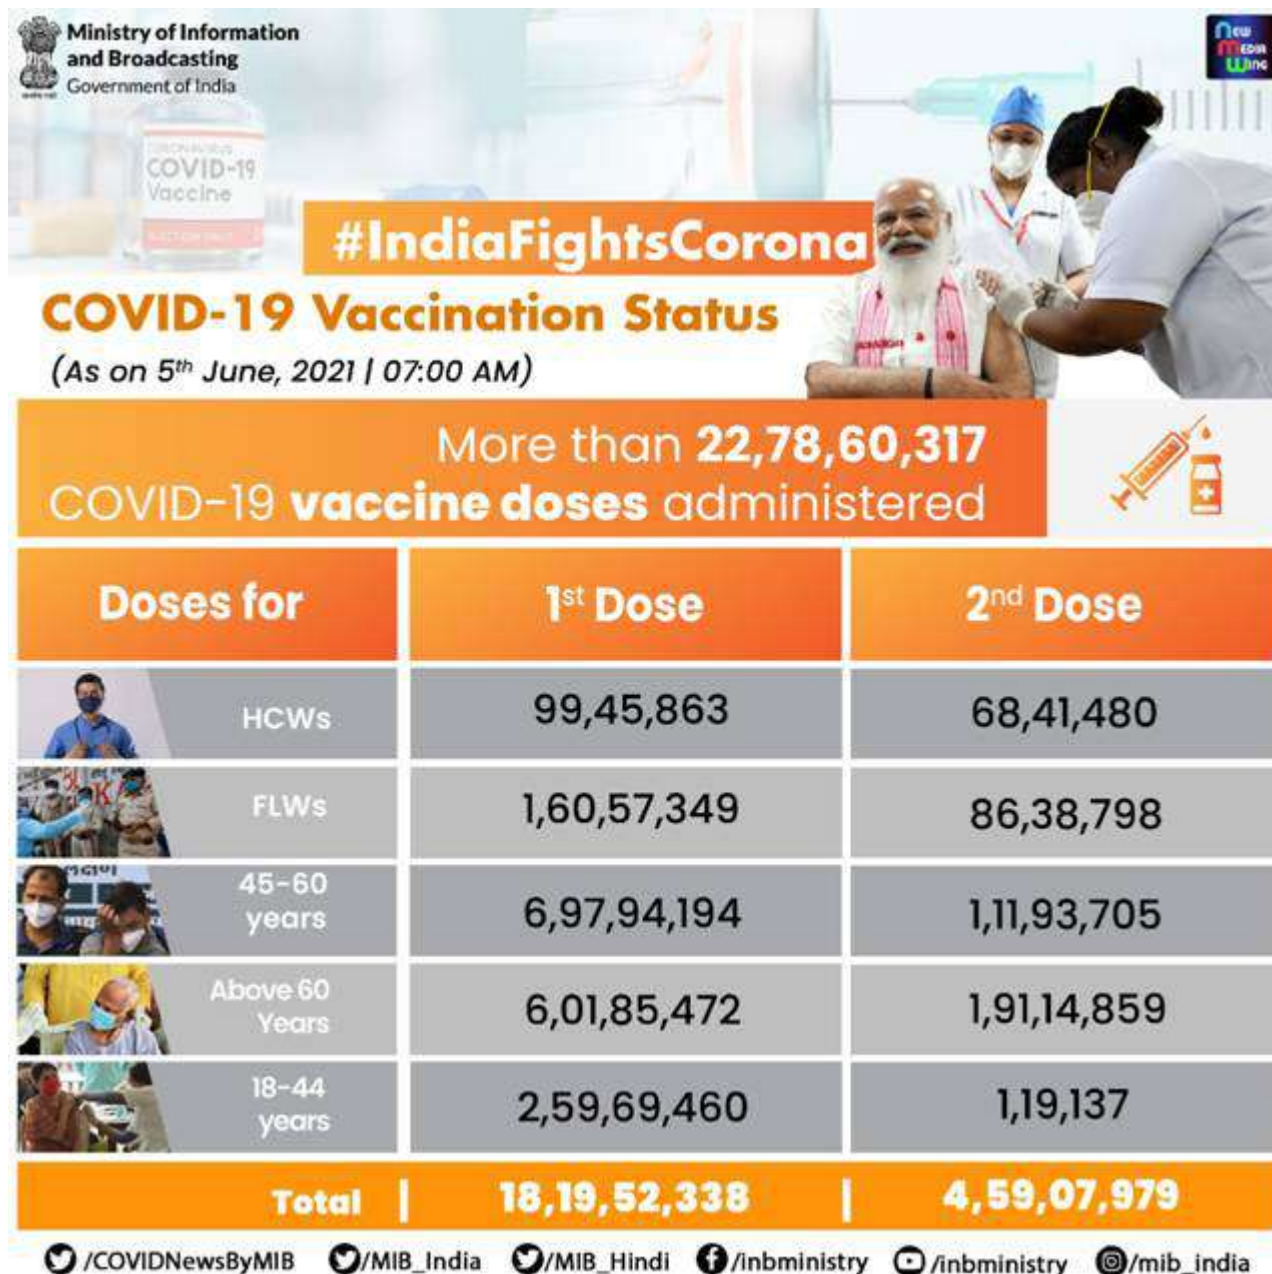 Ministry of Information
and Broadcasting
Government of India
New
Media
Wing
CORONAVIRUS
COVID-19
Vaccine
#IndiaFightsCorona
COVID-19 Vaccination Status
(As on 5th June, 2021 | 07:00 AM)
More than 22,78,60,317
COVID-19 vaccine doses administered
Doses for 1st Dose 2nd Dose
HCWs 99,45,863 68,41,480
FLWs 1,60,57,349 86,38,798
45-60
years 6,97,94,194 1,11,93,705
Above 60
Years 6,01,85,472 1,91,14,859
18-44
years 2,59,69,460 1,19,137
Total | 18,19,52,338 | 4,59,07,979
/COVIDNewsByMIB /MIB_India /MIB_Hindi /inbministry /inbministry /mib_india